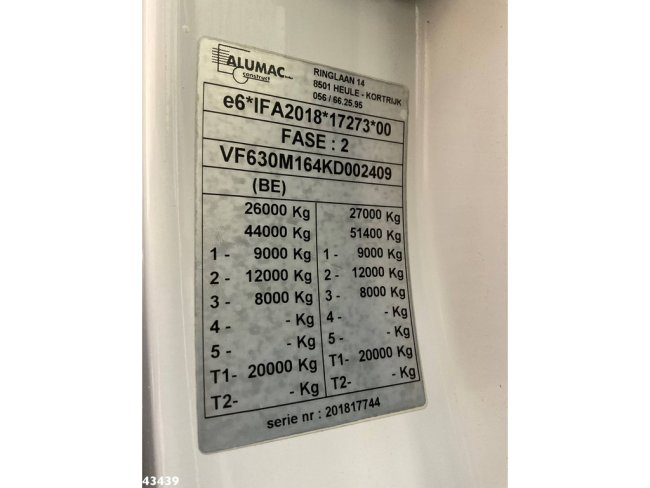 ALUMAC bvba
construct
RINGLAAN 14
8501 HEULE - KORTRIJK
056 / 66.25.95
e6*IFA2018*17273*00
FASE : 2
VF630M164KD002409
(BE)
26000 Kg 27000 Kg
44000 Kg 51400 Kg
1 - 9000 Kg 1 - 9000 Kg
2 - 12000 Kg 2 - 12000 Kg
3 - 8000 Kg 3 - 8000 Kg
4 - - Kg 4 - - Kg
5 - - Kg 5 - - Kg
T1- 20000 Kg T1- 20000 Kg
T2- - Kg T2- - Kg
serie nr : 201817744
43439